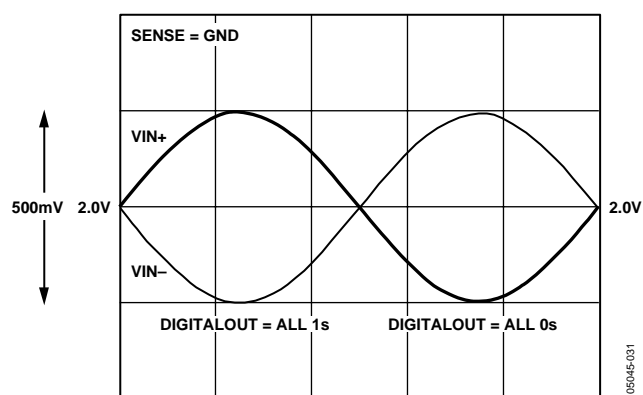 SENSE = GND
VIN+
500mV
2.0V
2.0V
VIN–
DIGITALOUT = ALL 1s
DIGITALOUT = ALL 0s
05045-031